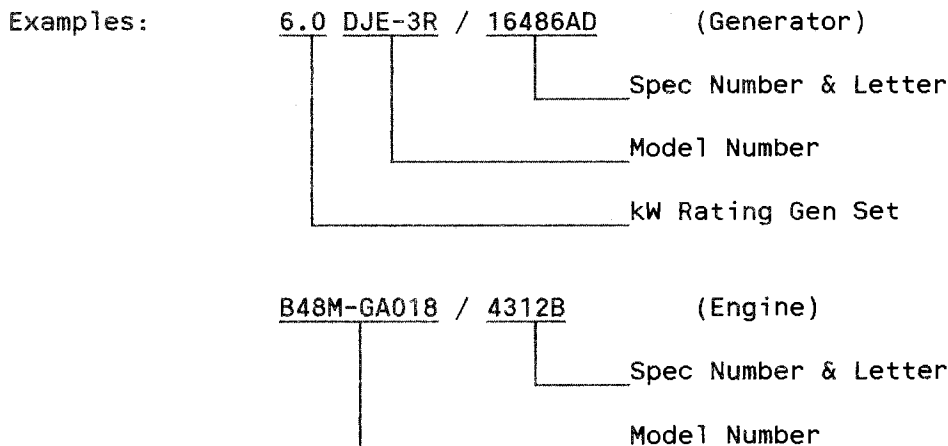 Examples: 6.0 DJE-3R / 16486AD (Generator)
Spec Number & Letter
Model Number
kW Rating Gen Set
B48M-GA018 / 4312B (Engine)
Spec Number & Letter
Model Number